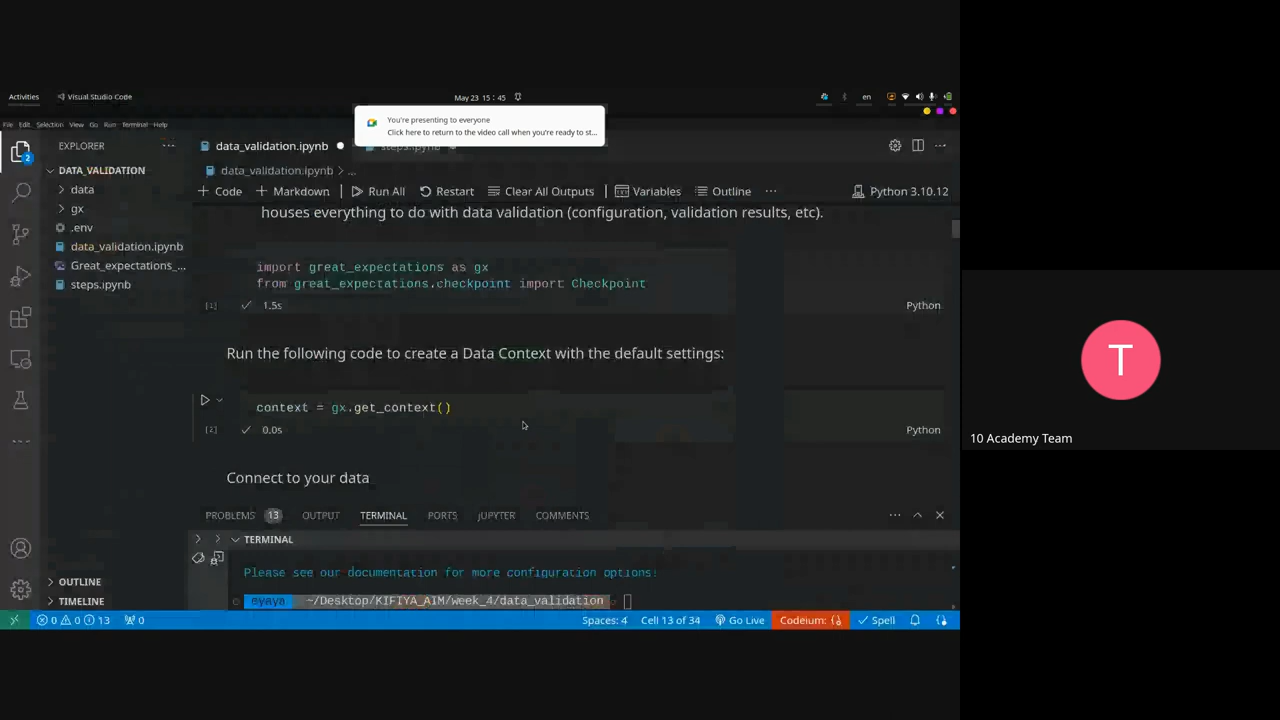 Activities Visual Studio Code May 23 15 : 45 en
You're presenting to everyone
Click here to return to the video call when you're ready to st...
File Edit Selection View Go Run Terminal Help
EXPLORER
data_validation.ipynb
steps.ipynb
DATA_VALIDATION
data
gx
.env
data_validation.ipynb
Great_expectations_...
steps.ipynb
data_validation.ipynb > ...
+ Code + Markdown Run All Restart Clear All Outputs Variables Outline ... Python 3.10.12
houses everything to do with data validation (configuration, validation results, etc).
import great_expectations as gx
from great_expectations.checkpoint import Checkpoint
[1] 1.5s Python
Run the following code to create a Data Context with the default settings:
context = gx.get_context()
[2] 0.0s Python
Connect to your data
PROBLEMS 13 OUTPUT TERMINAL PORTS JUPYTER COMMENTS
TERMINAL
Please see our documentation for more configuration options!
~/Desktop/KIFIYA_AIM/week_4/data_validation
OUTLINE
TIMELINE
2
0 0 13 0 Spaces: 4 Cell 13 of 34 Go Live Codeium: {} Spell
T
10 Academy Team